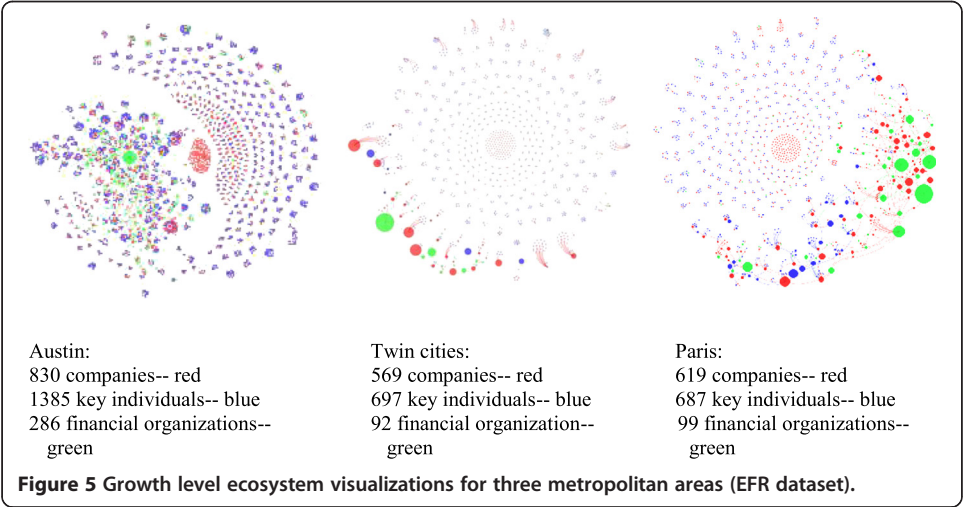 Austin:
830 companies-- red
1385 key individuals-- blue
286 financial organizations--
green
Twin cities:
569 companies-- red
697 key individuals-- blue
92 financial organization--
green
Paris:
619 companies-- red
687 key individuals-- blue
99 financial organizations--
green
Figure 5 Growth level ecosystem visualizations for three metropolitan areas (EFR dataset).